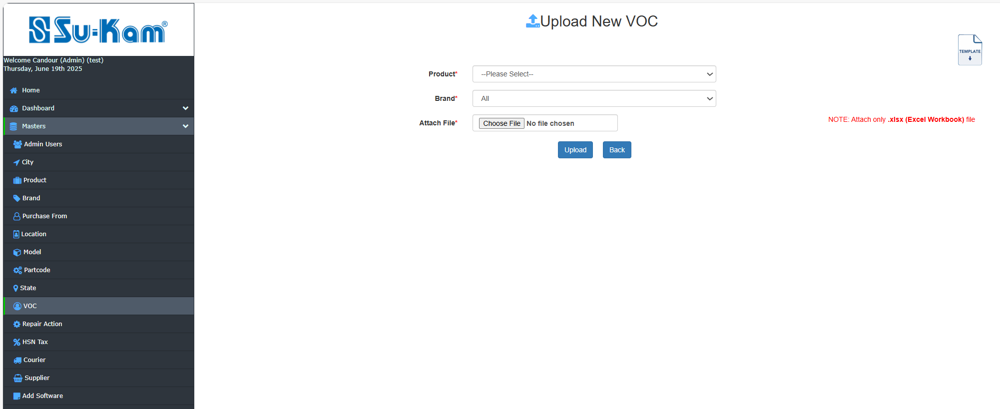 Su-Kam®
Welcome Candour (Admin) (test)
Thursday, June 19th 2025
Home
Dashboard
Masters
Admin Users
City
Product
Brand
Purchase From
Location
Model
Partcode
State
VOC
Repair Action
HSN Tax
Courier
Supplier
Add Software
Upload New VOC
TEMPLATE
Product* --Please Select--
Brand* All
Attach File* Choose File No file chosen
NOTE: Attach only .xlsx (Excel Workbook) file
Upload Back